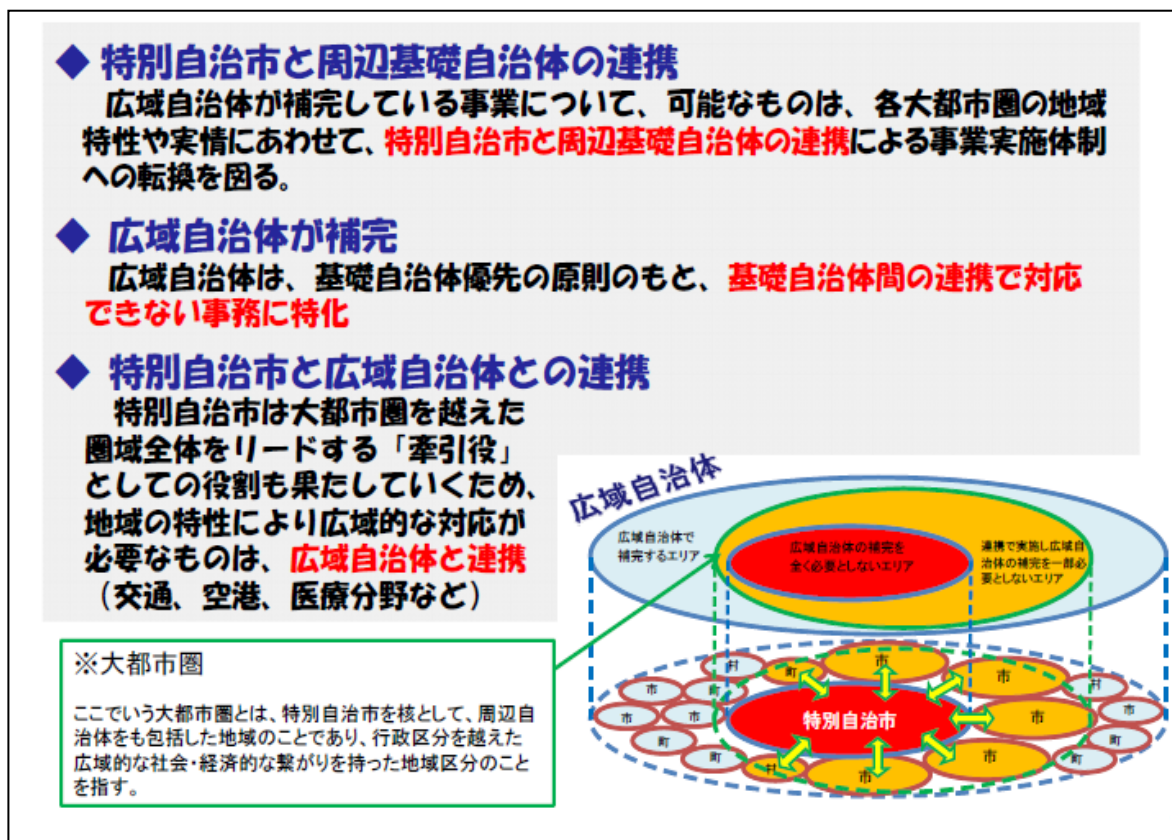 ◆ 特別自治市と周辺基礎自治体の連携
広域自治体が補完している事業について、可能なものは、各大都市圏の地域
特性や実情にあわせて、特別自治市と周辺基礎自治体の連携による事業実施体制
への転換を図る。
◆ 広域自治体が補完
広域自治体は、基礎自治体優先の原則のもと、基礎自治体間の連携で対応
できない事務に特化
◆ 特別自治市と広域自治体との連携
特別自治市は大都市圏を越えた
圏域全体をリードする「牽引役」
としての役割も果たしていくため、
地域の特性により広域的な対応が
必要なものは、広域自治体と連携
（交通、空港、医療分野など）
広域自治体
広域自治体で
補完するエリア
広域自治体の補完を
全く必要としないエリア
連携で実施し広域自
治体の補完を一部必
要としないエリア
※大都市圏
ここでいう大都市圏とは、特別自治市を核として、周辺自
治体をも包括した地域のことであり、行政区分を越えた
広域的な社会・経済的な繋がりを持った地域区分のこと
を指す。
村
町
市
市
村
市
町
市
市
市
特別自治市
市
市
町
町
町
村
市
市
町